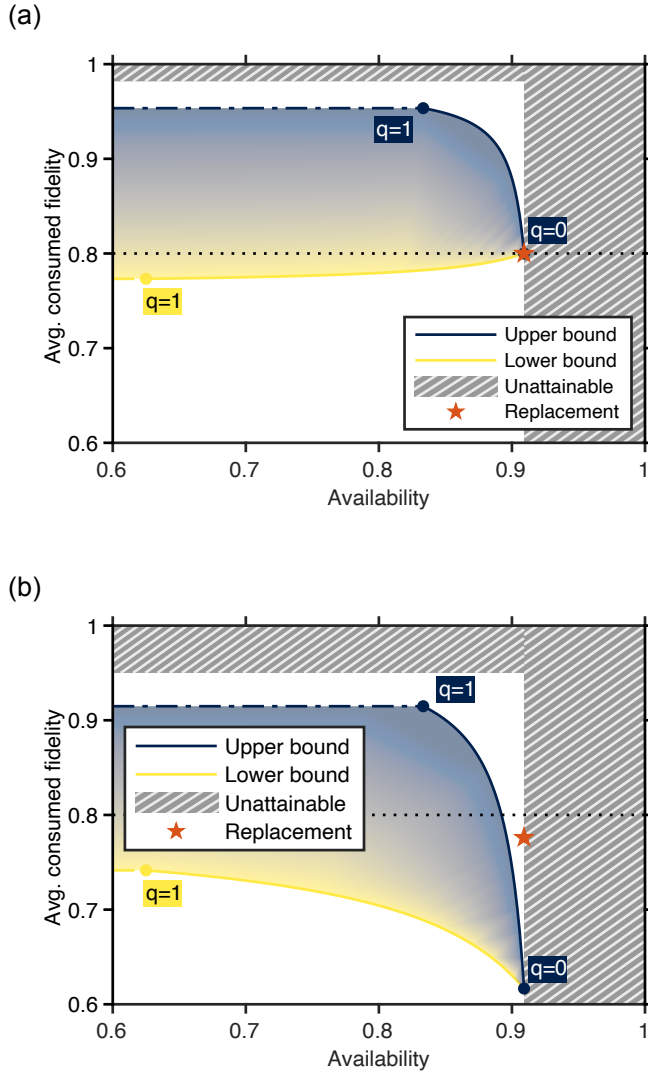 (a)
1
0.9
0.8
0.7
0.6
Avg. consumed fidelity
q=1
q=0
q=1
Upper bound
Lower bound
Unattainable
Replacement
0.6 0.7 0.8 0.9 1
Availability
(b)
1
0.9
0.8
0.7
0.6
Avg. consumed fidelity
q=1
Upper bound
Lower bound
Unattainable
Replacement
q=1
q=0
0.6 0.7 0.8 0.9 1
Availability